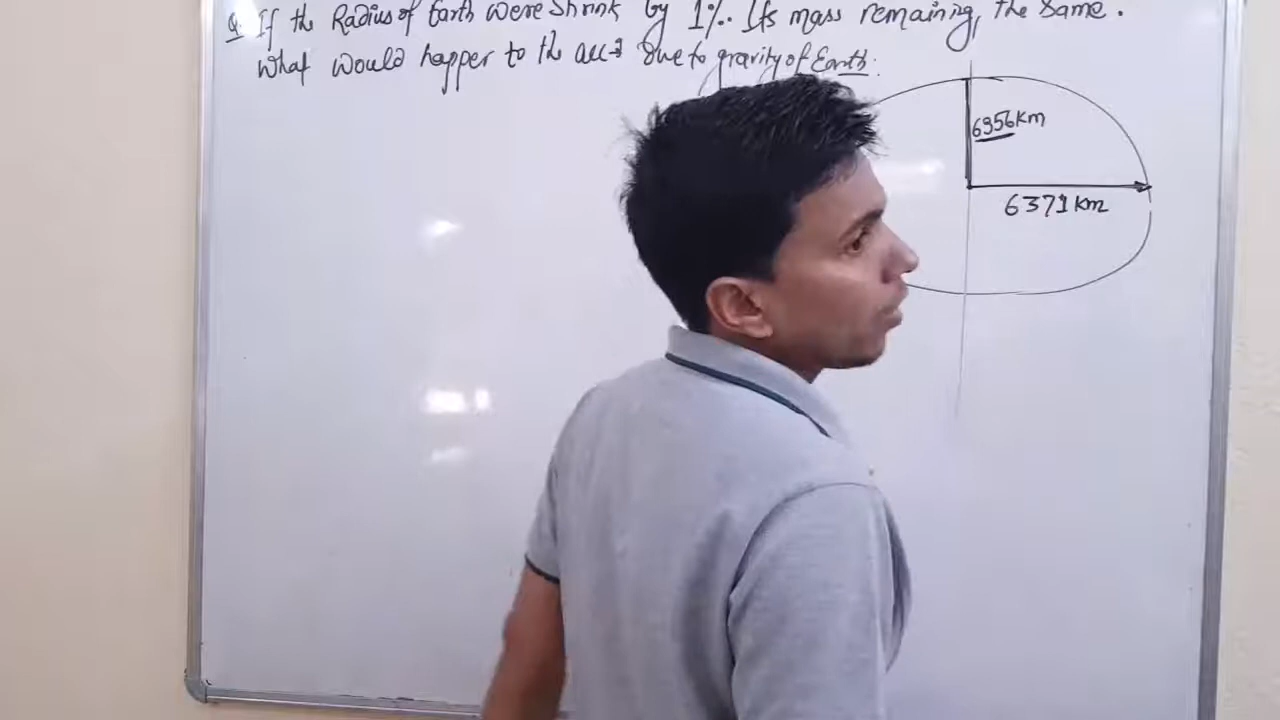 Q. If the Radius of Earth were Shrink by 1%. Its mass remaining the same.
What would happer to the acc⁻ⁿ Due to gravity of Earth:
6356km
6371km